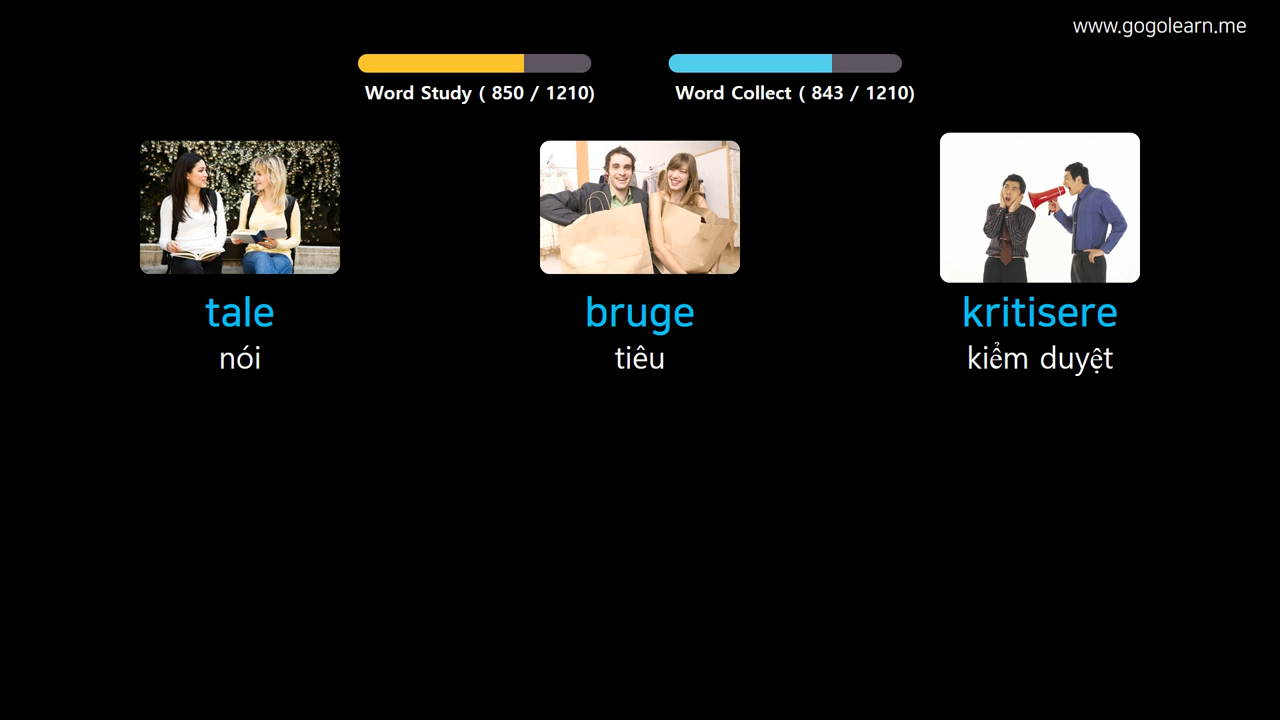 www.gogolearn.me
Word Study ( 850 / 1210)
Word Collect ( 843 / 1210)
tale
bruge
kritisere
nói
tiêu
kiểm duyệt